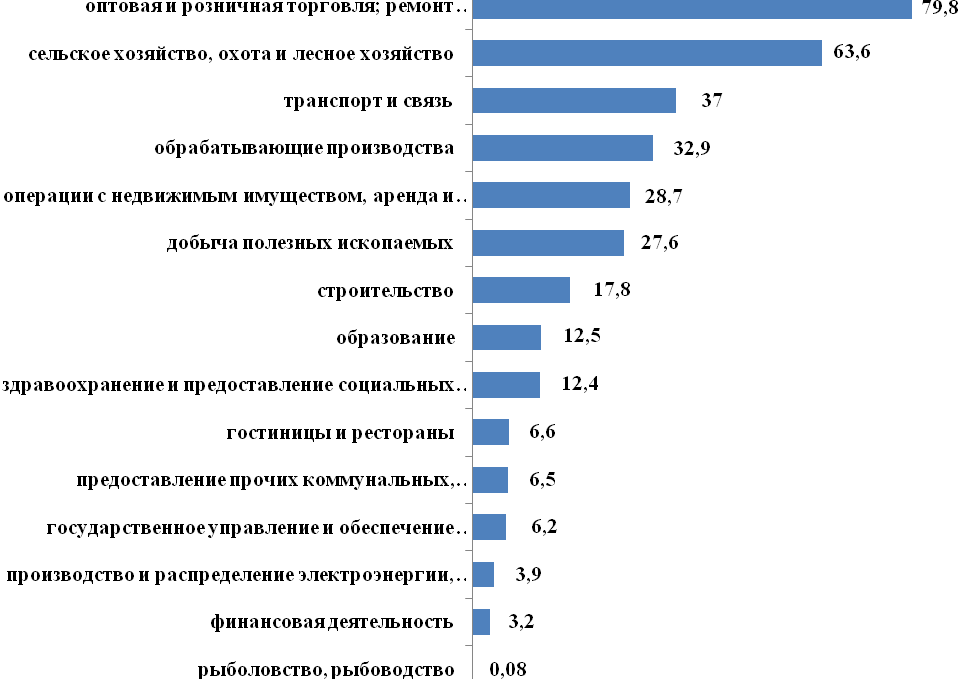 оптовая и розничная торговля; ремонт .. 79,8
сельское хозяйство, охота и лесное хозяйство 63,6
транспорт и связь 37
обрабатывающие производства 32,9
операции с недвижимым имуществом, аренда и .. 28,7
добыча полезных ископаемых 27,6
строительство 17,8
образование 12,5
здравоохранение и предоставление социальных .. 12,4
гостиницы и рестораны 6,6
предоставление прочих коммунальных, .. 6,5
государственное управление и обеспечение .. 6,2
производство и распределение электроэнергии, .. 3,9
финансовая деятельность 3,2
рыболовство, рыбоводство 0,08